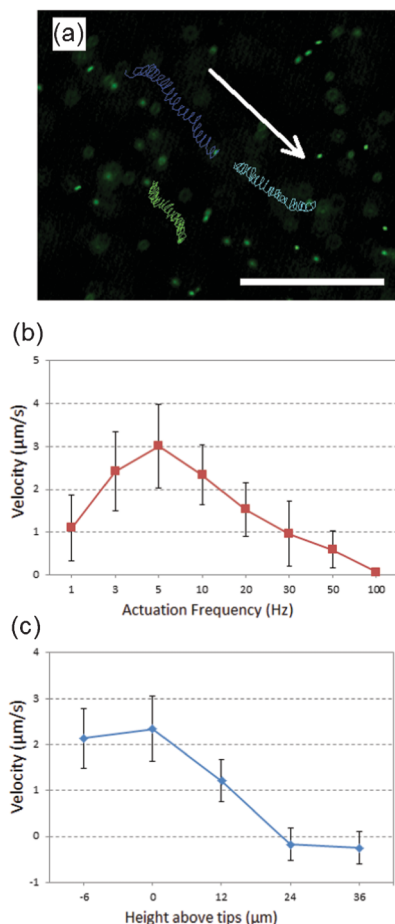 (a)
(b)
5
4
3
2
1
0
Velocity (µm/s)
1 3 5 10 20 30 50 100
Actuation Frequency (Hz)
(c)
4
3
2
1
0
-1
Velocity (µm/s)
-6 0 12 24 36
Height above tips (µm)